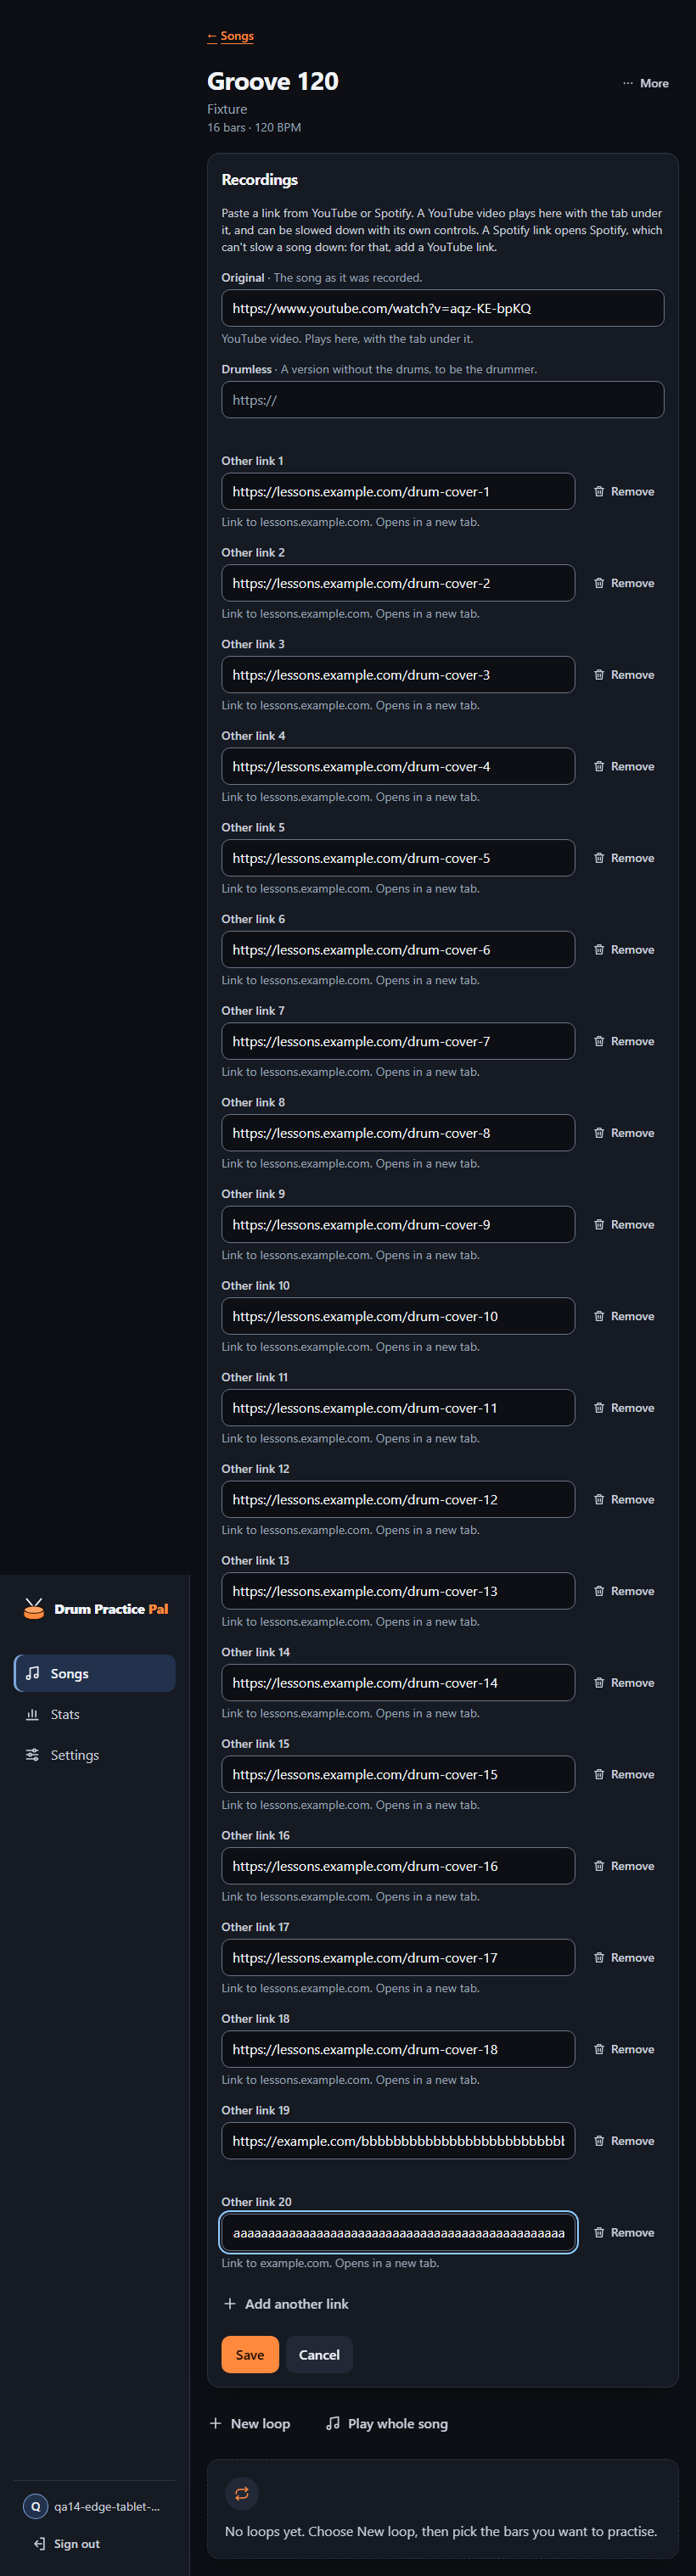 ← Songs
Groove 120
··· More
Fixture
16 bars · 120 BPM
Recordings
Paste a link from YouTube or Spotify. A YouTube video plays here with the tab under
it, and can be slowed down with its own controls. A Spotify link opens Spotify, which
can't slow a song down: for that, add a YouTube link.
Original · The song as it was recorded.
https://www.youtube.com/watch?v=aqz-KE-bpKQ
YouTube video. Plays here, with the tab under it.
Drumless · A version without the drums, to be the drummer.
https://
Other link 1
https://lessons.example.com/drum-cover-1
Remove
Link to lessons.example.com. Opens in a new tab.
Other link 2
https://lessons.example.com/drum-cover-2
Remove
Link to lessons.example.com. Opens in a new tab.
Other link 3
https://lessons.example.com/drum-cover-3
Remove
Link to lessons.example.com. Opens in a new tab.
Other link 4
https://lessons.example.com/drum-cover-4
Remove
Link to lessons.example.com. Opens in a new tab.
Other link 5
https://lessons.example.com/drum-cover-5
Remove
Link to lessons.example.com. Opens in a new tab.
Other link 6
https://lessons.example.com/drum-cover-6
Remove
Link to lessons.example.com. Opens in a new tab.
Other link 7
https://lessons.example.com/drum-cover-7
Remove
Link to lessons.example.com. Opens in a new tab.
Other link 8
https://lessons.example.com/drum-cover-8
Remove
Link to lessons.example.com. Opens in a new tab.
Other link 9
https://lessons.example.com/drum-cover-9
Remove
Link to lessons.example.com. Opens in a new tab.
Other link 10
https://lessons.example.com/drum-cover-10
Remove
Link to lessons.example.com. Opens in a new tab.
Other link 11
https://lessons.example.com/drum-cover-11
Remove
Link to lessons.example.com. Opens in a new tab.
Other link 12
https://lessons.example.com/drum-cover-12
Remove
Link to lessons.example.com. Opens in a new tab.
Other link 13
https://lessons.example.com/drum-cover-13
Remove
Link to lessons.example.com. Opens in a new tab.
Other link 14
https://lessons.example.com/drum-cover-14
Remove
Link to lessons.example.com. Opens in a new tab.
Other link 15
https://lessons.example.com/drum-cover-15
Remove
Link to lessons.example.com. Opens in a new tab.
Other link 16
https://lessons.example.com/drum-cover-16
Remove
Link to lessons.example.com. Opens in a new tab.
Other link 17
https://lessons.example.com/drum-cover-17
Remove
Link to lessons.example.com. Opens in a new tab.
Other link 18
https://lessons.example.com/drum-cover-18
Remove
Link to lessons.example.com. Opens in a new tab.
Other link 19
https://example.com/bbbbbbbbbbbbbbbbbbbbbbbbbb
Remove
Other link 20
aaaaaaaaaaaaaaaaaaaaaaaaaaaaaaaaaaaaaaaaaaaaaaaa
Remove
Link to example.com. Opens in a new tab.
Add another link
Save
Cancel
New loop
Play whole song
No loops yet. Choose New loop, then pick the bars you want to practise.
Drum Practice Pal
Songs
Stats
Settings
Q
qa14-edge-tablet-...
Sign out